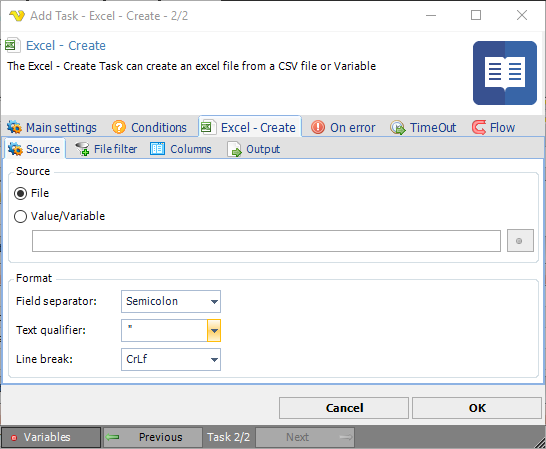 Add Task - Excel - Create - 2/2
Excel - Create
The Excel - Create Task can create an excel file from a CSV file or Variable
Main settings Conditions Excel - Create On error TimeOut Flow
Source File filter Columns Output
Source
File
Value/Variable
Format
Field separator: Semicolon
Text qualifier: "
Line break: CrLf
Cancel OK
Variables Previous Task 2/2 Next